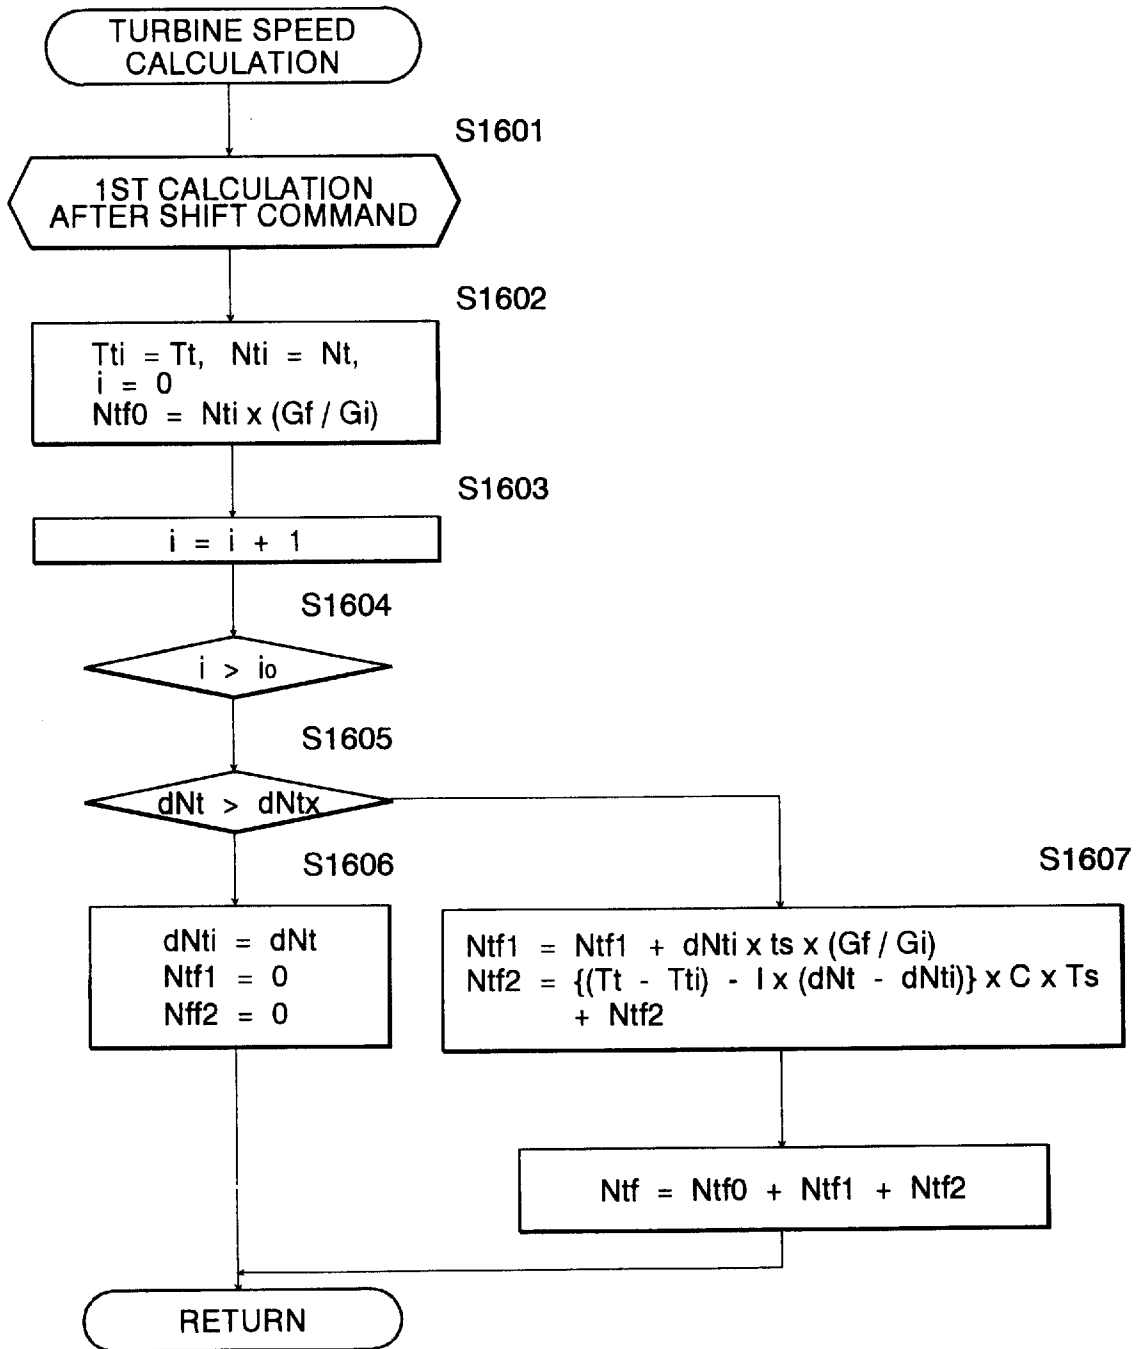 TURBINE SPEED
CALCULATION
S1601
1ST CALCULATION
AFTER SHIFT COMMAND
S1602
Tti = Tt, Nti = Nt,
i = 0
Ntf0 = Nti x (Gf / Gi)
S1603
i = i + 1
S1604
i > io
S1605
dNt > dNtx
S1606
dNti = dNt
Ntf1 = 0
Nff2 = 0
S1607
Ntf1 = Ntf1 + dNti x ts x (Gf / Gi)
Ntf2 = {(Tt - Tti) - I x (dNt - dNti)} x C x Ts
+ Ntf2
Ntf = Ntf0 + Ntf1 + Ntf2
RETURN